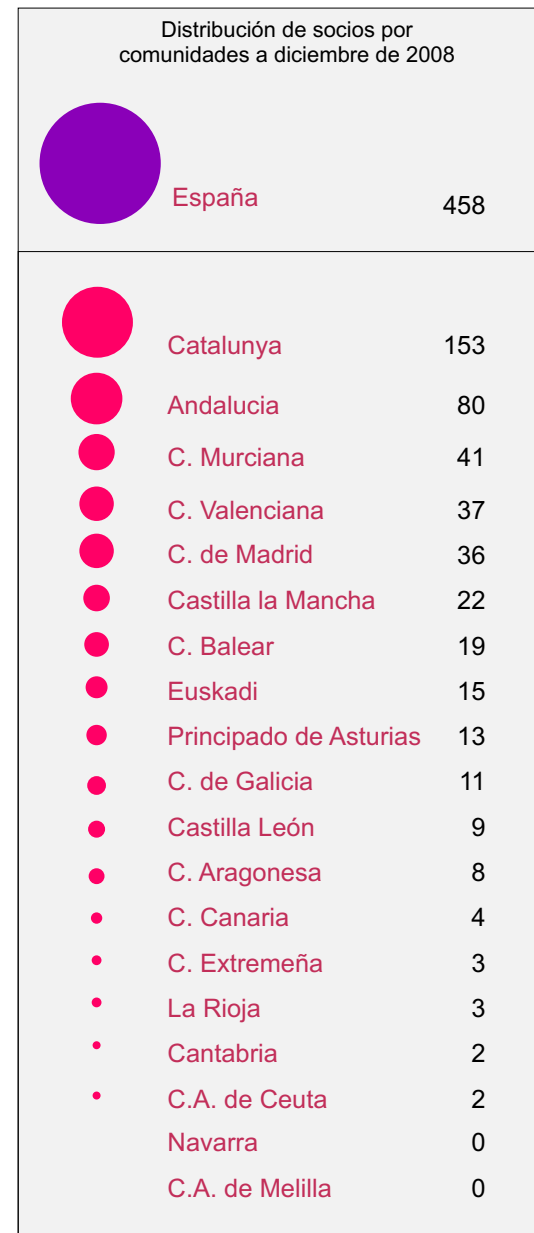 Distribución de socios por
comunidades a diciembre de 2008
España 458
Catalunya 153
Andalucia 80
C. Murciana 41
C. Valenciana 37
C. de Madrid 36
Castilla la Mancha 22
C. Balear 19
Euskadi 15
Principado de Asturias 13
C. de Galicia 11
Castilla León 9
C. Aragonesa 8
C. Canaria 4
C. Extremeña 3
La Rioja 3
Cantabria 2
C.A. de Ceuta 2
Navarra 0
C.A. de Melilla 0